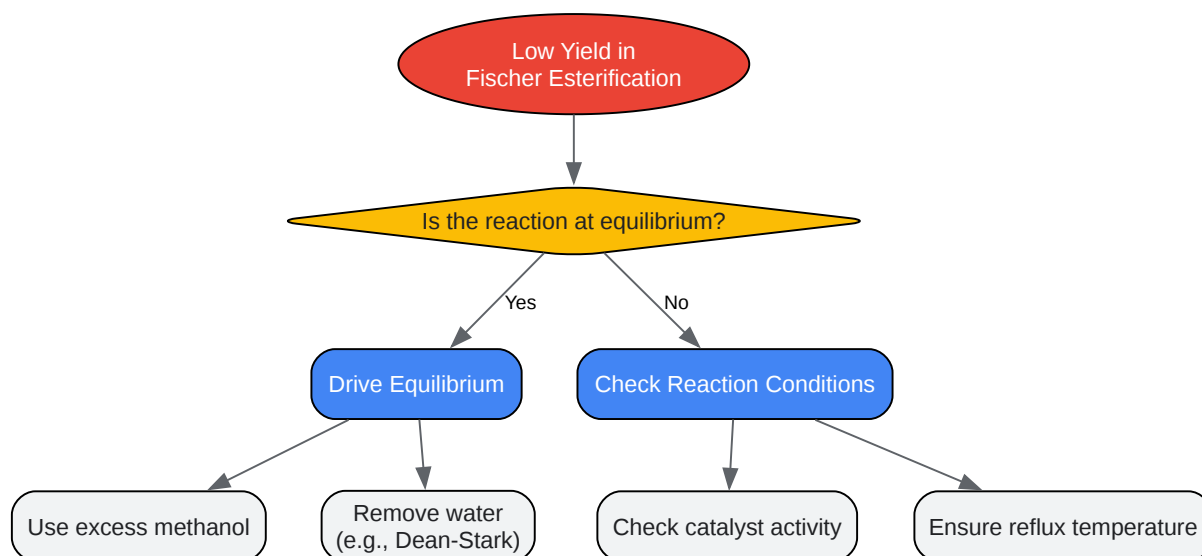 Low Yield in
Fischer Esterification
Is the reaction at equilibrium?
Yes
No
Drive Equilibrium
Check Reaction Conditions
Use excess methanol
Remove water
(e.g., Dean-Stark)
Check catalyst activity
Ensure reflux temperature